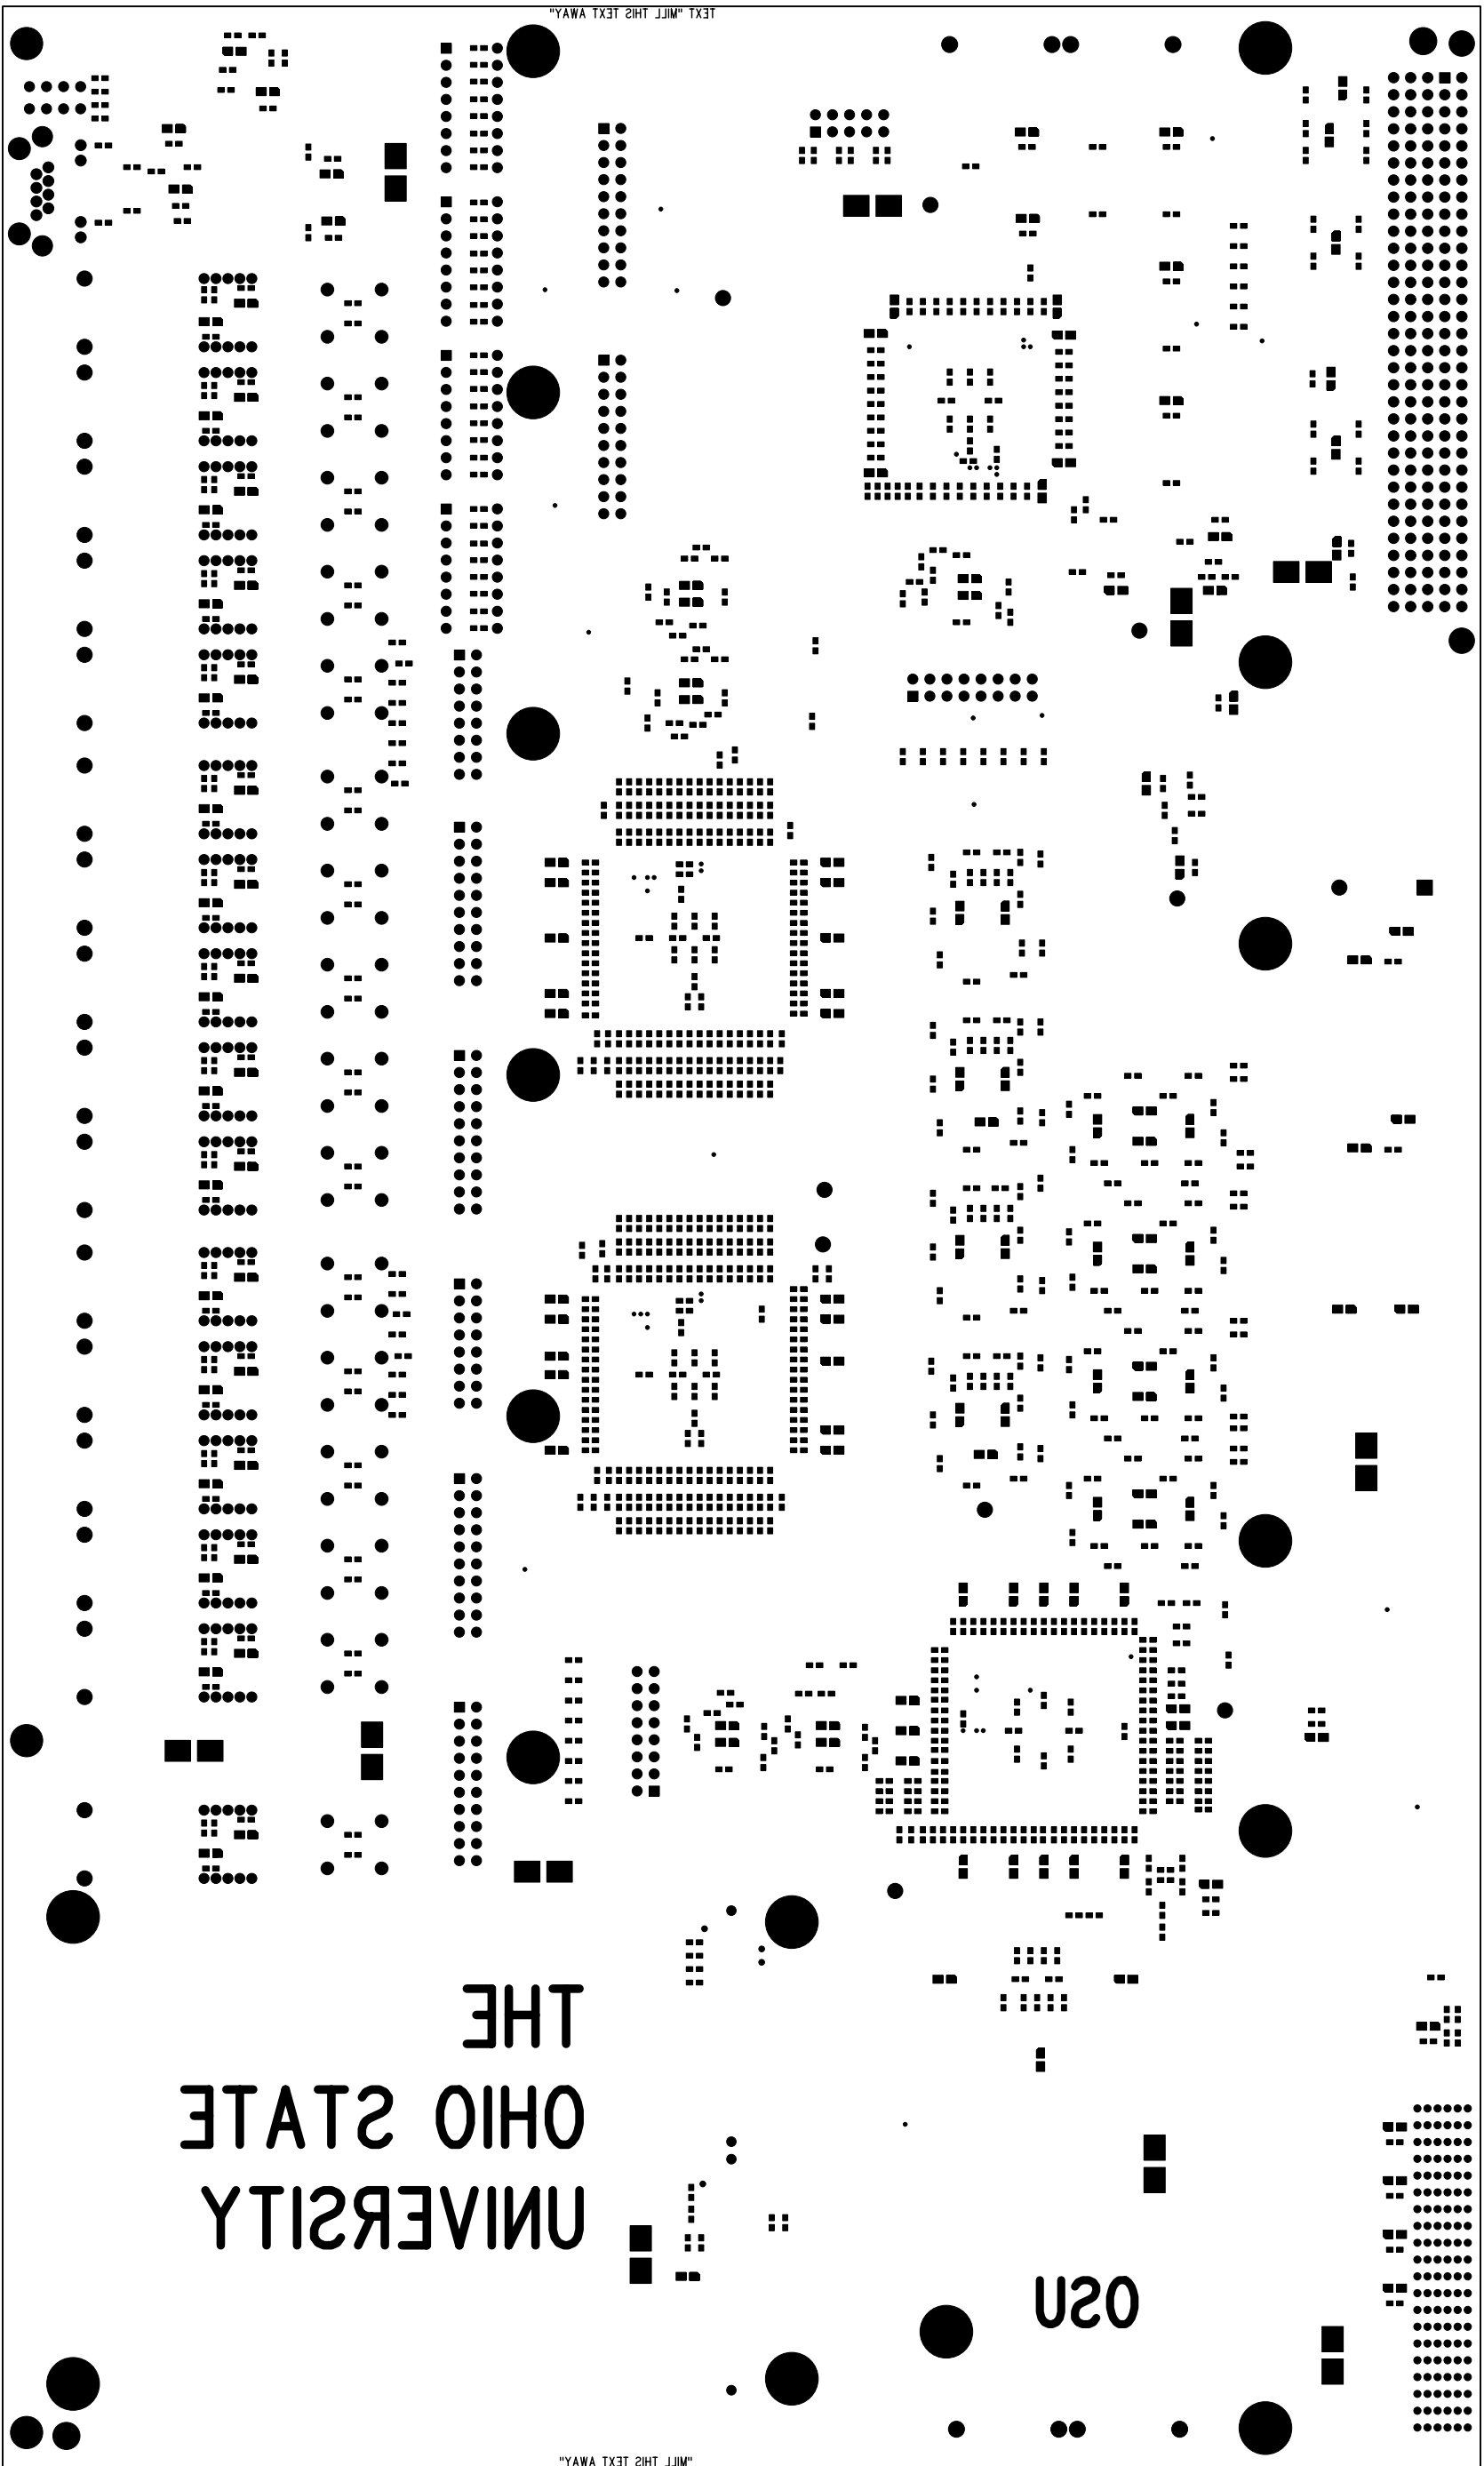 TEXT "MILL THIS TEXT AWAY"
THE
OHIO STATE
UNIVERSITY
OSU
"MILL THIS TEXT AWAY"